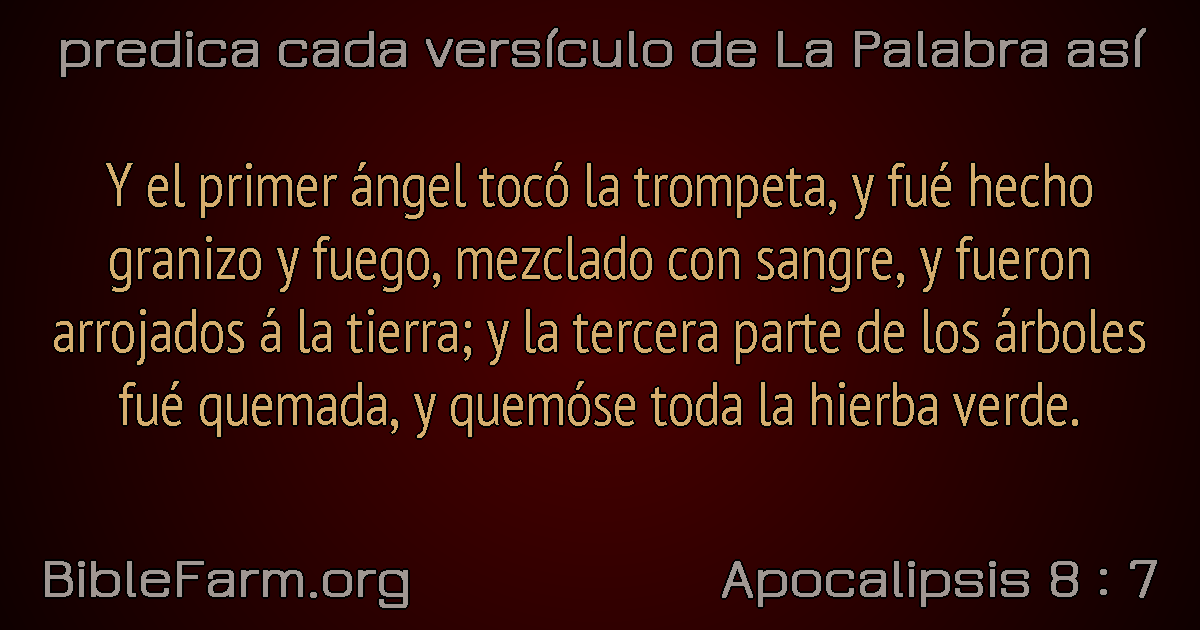 predica cada versículo de La Palabra así
Y el primer ángel tocó la trompeta, y fué hecho
granizo y fuego, mezclado con sangre, y fueron
arrojados á la tierra; y la tercera parte de los árboles
fué quemada, y quemóse toda la hierba verde.
BibleFarm.org
Apocalipsis 8 : 7